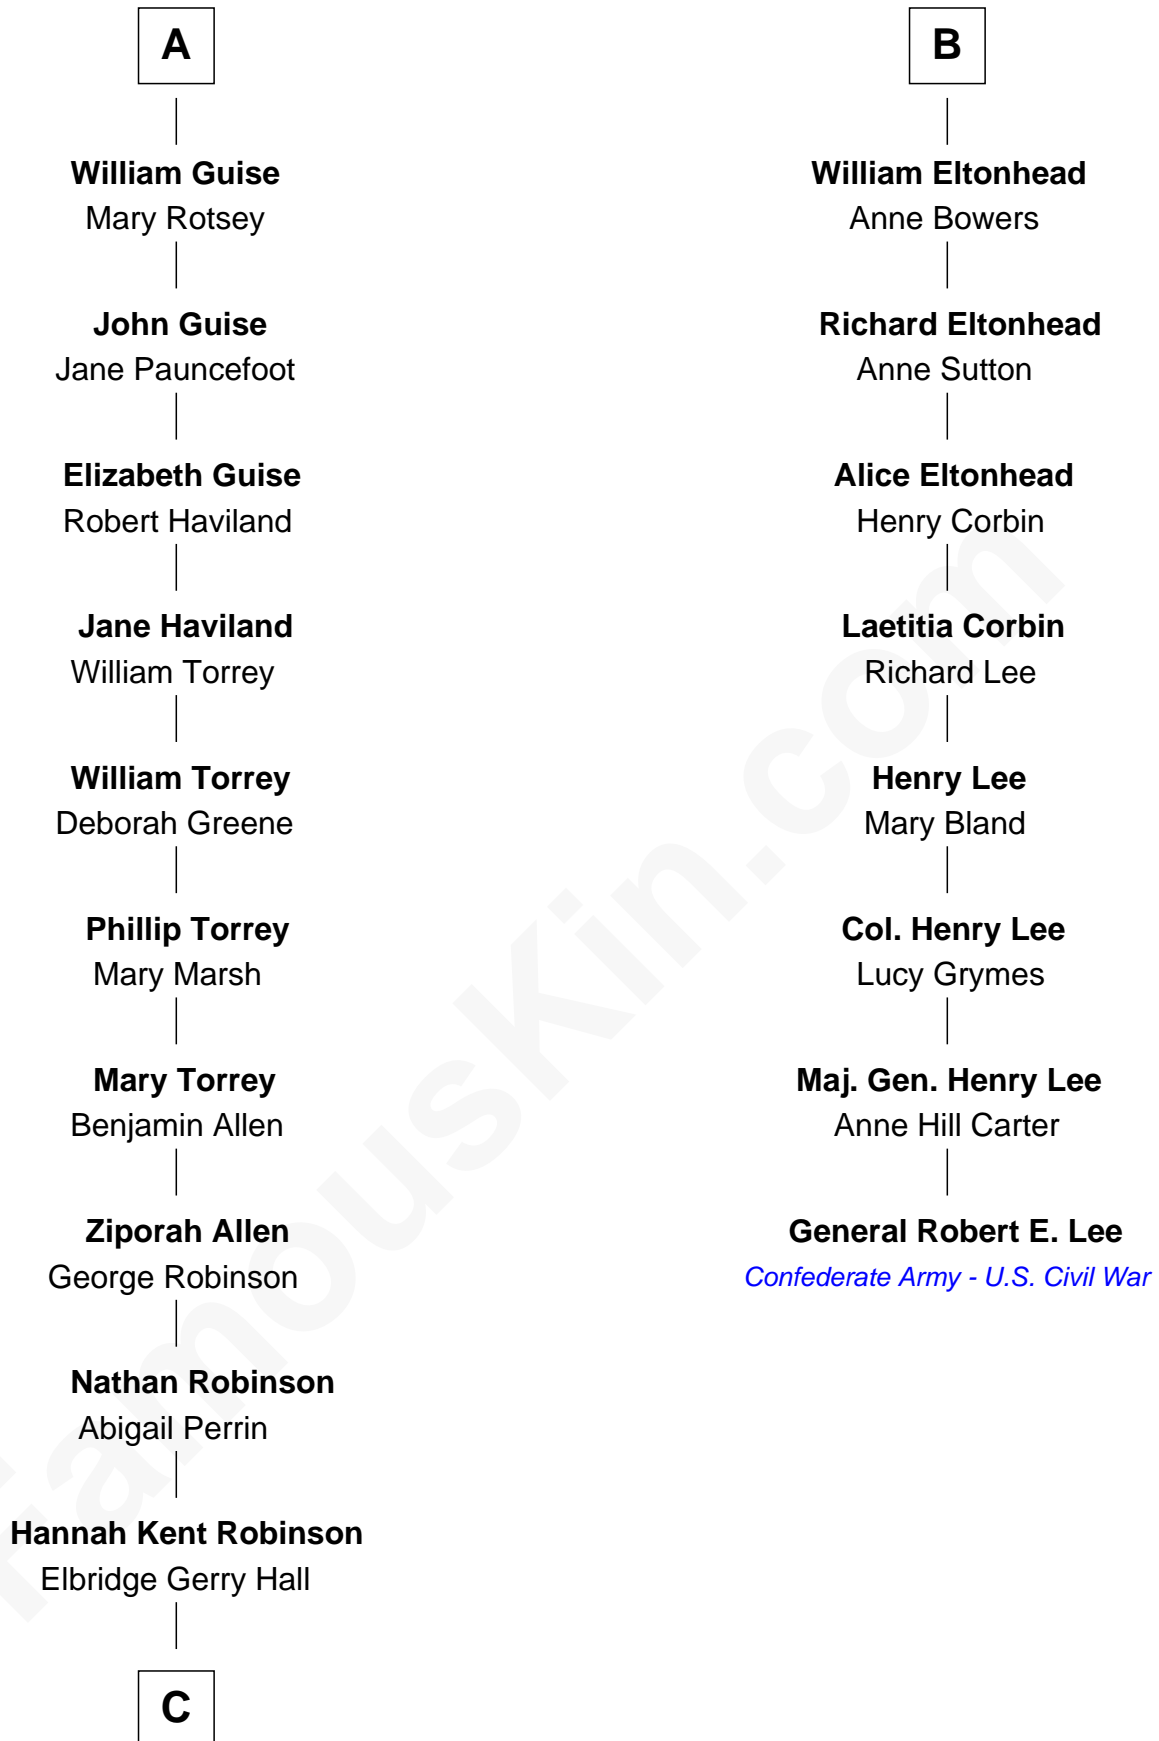 A
William Guise
Mary Rotsey
John Guise
Jane Pauncefoot
Elizabeth Guise
Robert Haviland
Jane Haviland
William Torrey
William Torrey
Deborah Greene
Phillip Torrey
Mary Marsh
Mary Torrey
Benjamin Allen
Ziporah Allen
George Robinson
Nathan Robinson
Abigail Perrin
Hannah Kent Robinson
Elbridge Gerry Hall
C
B
William Eltonhead
Anne Bowers
Richard Eltonhead
Anne Sutton
Alice Eltonhead
Henry Corbin
Laetitia Corbin
Richard Lee
Henry Lee
Mary Bland
Col. Henry Lee
Lucy Grymes
Maj. Gen. Henry Lee
Anne Hill Carter
General Robert E. Lee
Confederate Army - U.S. Civil War
FamousKin.com